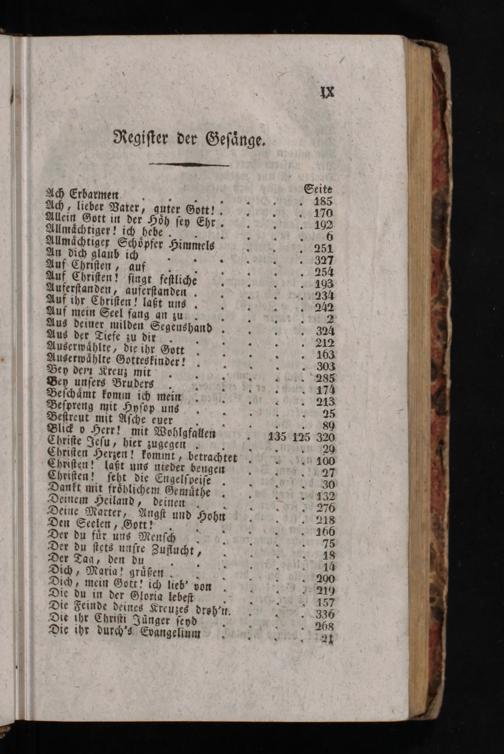 IX
Register der Gesänge.
Seite
Ach Erbarmen . . . . . 185
Ach, lieber Vater, guter Gott! . . . . 170
Allein Gott in der Höh sey Ehr . . . . 192
Allmächtiger! ich hebe . . . . . 6
Allmächtiger Schöpfer Himmels . . . . 251
An dich glaub ich . . . . . 327
Auf Christen, auf . . . . . 254
Auf Christen! singt festliche . . . . 193
Auferstanden, auferstanden . . . . . 234
Auf ihr Christen! laßt uns . . . . . 242
Auf mein Seel fang an zu . . . . . 2
Aus deiner milden Segenshand . . . . 324
Aus der Tiefe zu dir . . . . . 212
Auserwählte, die ihr Gott . . . . . 163
Auserwählte Gotteskinder! . . . . . 303
Bey dem Kreuz mit . . . . . 285
Bey unsers Bruders . . . . . 174
Beschämt komm ich mein . . . . . 213
Bespreng mit Hysop uns . . . . . 25
Bestreut mit Asche euer . . . . . 89
Blick o Herr! mit Wohlgefallen . 135 125 320
Christe Jesu, hier zugegen . . . . . 29
Christen Herzen! kommt, betrachtet . . . . 100
Christen! laßt uns nieder beugen . . . . 27
Christen! seht die Engelspeise . . . . . 30
Dankt mit fröhlichem Gemüthe . . . . . 132
Deinem Heiland, deinen . . . . . 276
Deine Marter, Angst und Hohn . . . . 218
Den Seelen, Gott! . . . . . 166
Der du für uns Mensch . . . . . 75
Der du stets unsre Zuflucht, . . . . 18
Der Tag, den du . . . . . 14
Dich, Maria! grüßen . . . . . 200
Dich, mein Gott! ich lieb' von . . . . 219
Die du in der Gloria lebest . . . . 157
Die Feinde deines Kreuzes droh'n. . . . . 336
Die ihr Christi Jünger seyd . . . . 268
Die ihr durch's Evangelium . . . . 21